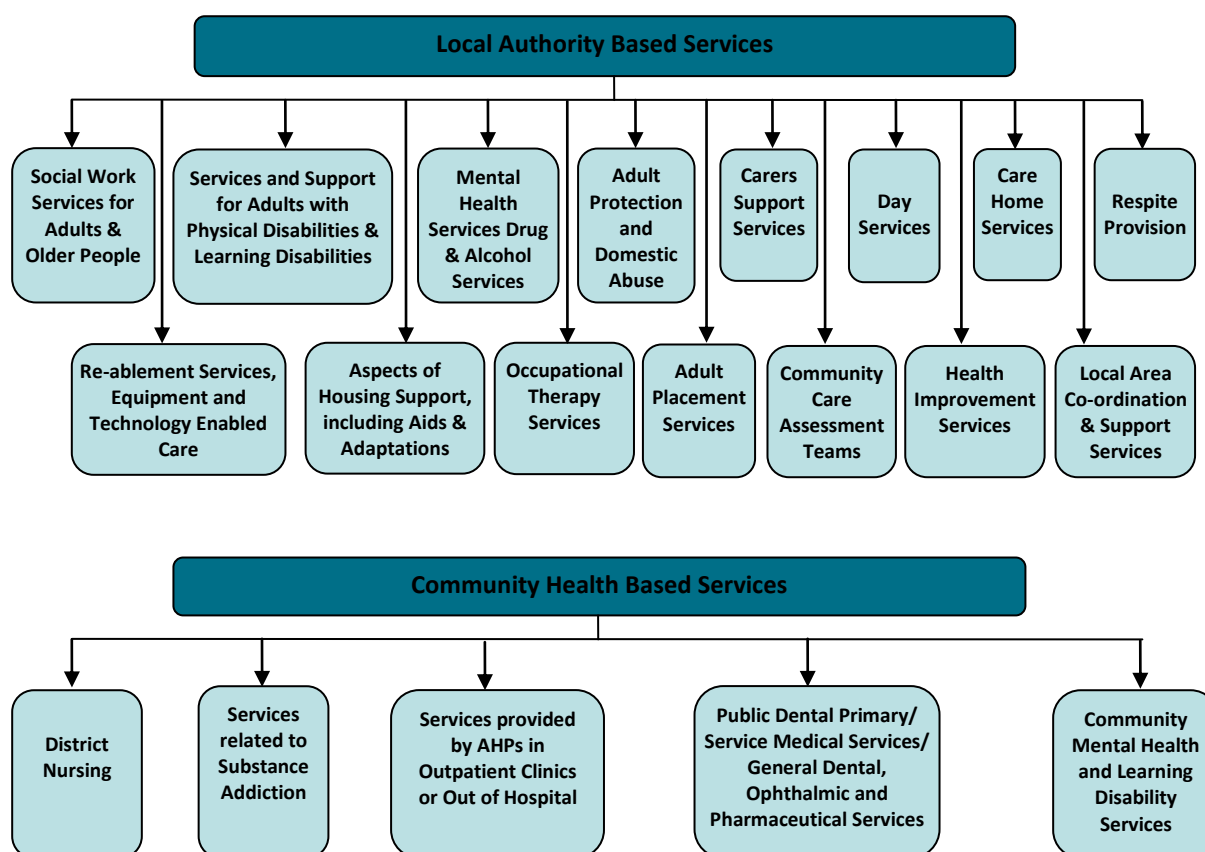 Local Authority Based Services
Social Work
Services for
Adults &
Older People
Services and Support
for Adults with
Physical Disabilities &
Learning Disabilities
Mental
Health
Services Drug
& Alcohol
Services
Adult
Protection
and
Domestic
Abuse
Carers
Support
Services
Day
Services
Care
Home
Services
Respite
Provision
Re-ablement Services,
Equipment and
Technology Enabled
Care
Aspects of
Housing Support,
including Aids &
Adaptations
Occupational
Therapy
Services
Adult
Placement
Services
Community
Care
Assessment
Teams
Health
Improvement
Services
Local Area
Co-ordination
& Support
Services
Community Health Based Services
District
Nursing
Services
related to
Substance
Addiction
Services provided
by AHPs in
Outpatient Clinics
or Out of Hospital
Public Dental Primary/
Service Medical Services/
General Dental,
Ophthalmic and
Pharmaceutical Services
Community
Mental Health
and Learning
Disability
Services